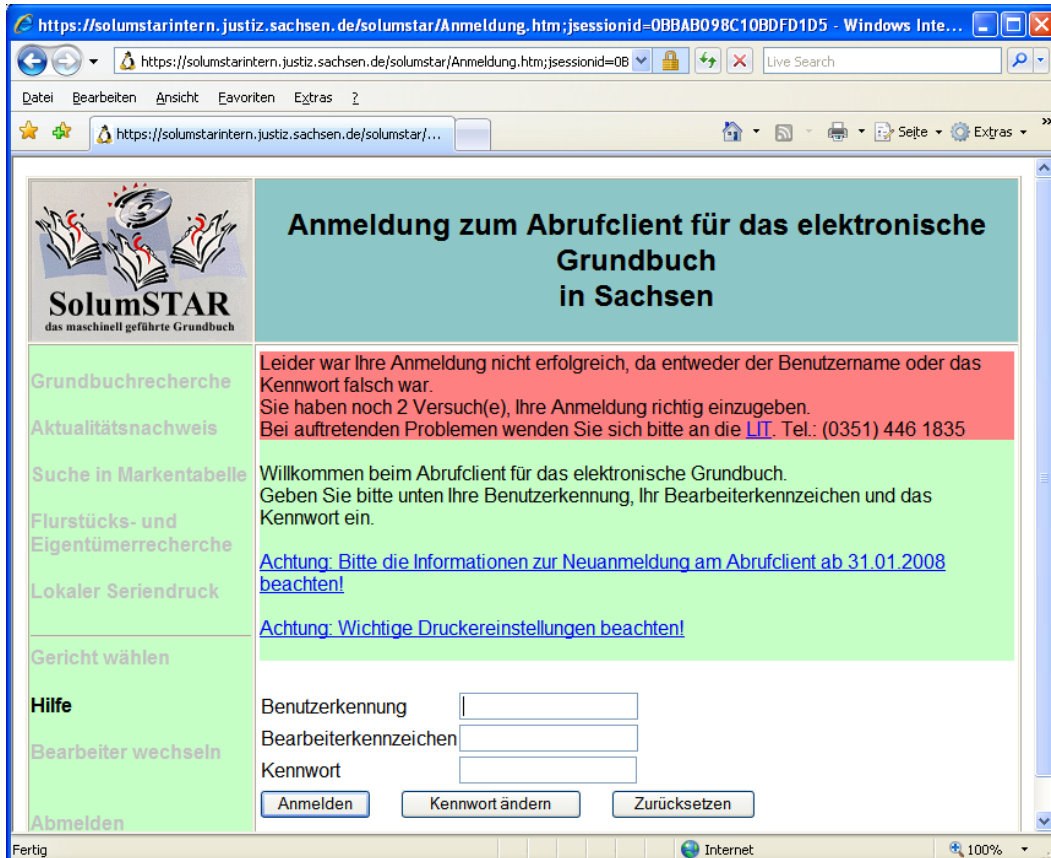 https://solumstarintern.justiz.sachsen.de/solumstar/Anmeldung.htm;jsessionid=0BBAB098C10BDFD1D5 - Windows Inte...
https://solumstarintern.justiz.sachsen.de/solumstar/Anmeldung.htm;jsessionid=0B
Live Search
Datei Bearbeiten Ansicht Favoriten Extras ?
https://solumstarintern.justiz.sachsen.de/solumstar/...
Seite Extras »
SolumSTAR
das maschinell geführte Grundbuch
Anmeldung zum Abrufclient für das elektronische
Grundbuch
in Sachsen
Grundbuchrecherche
Aktualitätsnachweis
Suche in Markentabelle
Flurstücks- und
Eigentümerrecherche
Lokaler Seriendruck
Gericht wählen
Hilfe
Bearbeiter wechseln
Abmelden
Leider war Ihre Anmeldung nicht erfolgreich, da entweder der Benutzername oder das
Kennwort falsch war.
Sie haben noch 2 Versuch(e), Ihre Anmeldung richtig einzugeben.
Bei auftretenden Problemen wenden Sie sich bitte an die LIT. Tel.: (0351) 446 1835
Willkommen beim Abrufclient für das elektronische Grundbuch.
Geben Sie bitte unten Ihre Benutzerkennung, Ihr Bearbeiterkennzeichen und das
Kennwort ein.
Achtung: Bitte die Informationen zur Neuanmeldung am Abrufclient ab 31.01.2008
beachten!
Achtung: Wichtige Druckereinstellungen beachten!
Benutzerkennung
Bearbeiterkennzeichen
Kennwort
Anmelden Kennwort ändern Zurücksetzen
Fertig Internet 100%